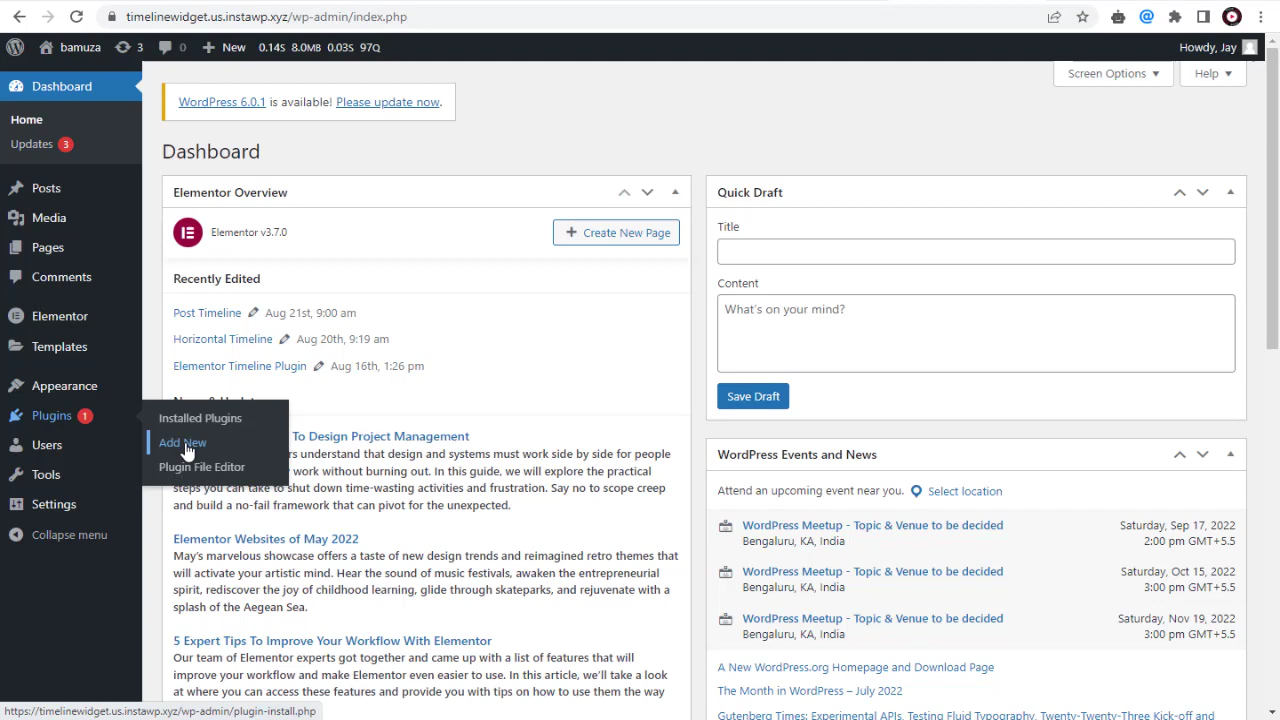 timelinewidget.us.instawp.xyz/wp-admin/index.php
bamuza 3 0 New 0.14S 8.0MB 0.03S 97Q Howdy, Jay
Dashboard
Home
Updates 3
Posts
Media
Pages
Comments
Elementor
Templates
Appearance
Plugins 1
Users
Tools
Settings
Collapse menu
Installed Plugins
Add New
Plugin File Editor
Screen Options Help
WordPress 6.0.1 is available! Please update now.
Dashboard
Elementor Overview
Elementor v3.7.0
Create New Page
Recently Edited
Post Timeline Aug 21st, 9:00 am
Horizontal Timeline Aug 20th, 9:19 am
Elementor Timeline Plugin Aug 16th, 1:26 pm
To Design Project Management
understand that design and systems must work side by side for people
work without burning out. In this guide, we will explore the practical
steps you can take to shut down time-wasting activities and frustration. Say no to scope creep
and build a no-fail framework that can pivot for the unexpected.
Elementor Websites of May 2022
May's marvelous showcase offers a taste of new design trends and reimagined retro themes that
will activate your artistic mind. Hear the sound of music festivals, awaken the entrepreneurial
spirit, rediscover the joy of childhood learning, glide through skateparks, and rejuvenate with a
splash of the Aegean Sea.
5 Expert Tips To Improve Your Workflow With Elementor
Our team of Elementor experts got together and came up with a list of features that will
improve your workflow and make Elementor even easier to use. In this article, we'll take a look
at where you can access these features and provide you with tips on how to use them the way
Quick Draft
Title
Content
What's on your mind?
Save Draft
WordPress Events and News
Attend an upcoming event near you. Select location
WordPress Meetup - Topic & Venue to be decided Saturday, Sep 17, 2022
Bengaluru, KA, India 2:00 pm GMT+5.5
WordPress Meetup - Topic & Venue to be decided Saturday, Oct 15, 2022
Bengaluru, KA, India 3:00 pm GMT+5.5
WordPress Meetup - Topic & Venue to be decided Saturday, Nov 19, 2022
Bengaluru, KA, India 3:00 pm GMT+5.5
A New WordPress.org Homepage and Download Page
The Month in WordPress – July 2022
Gutenberg Times: Experimental APIs, Testing Fluid Typography, Twenty-Twenty-Three Kick-off and
https://timelinewidget.us.instawp.xyz/wp-admin/plugin-install.php